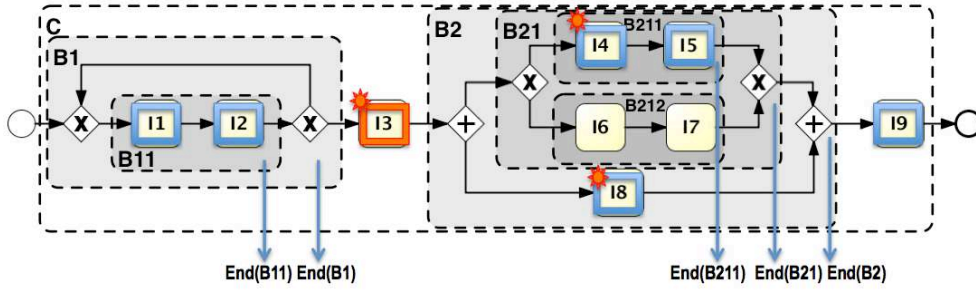 C
B1
B11
I1
I2
X
X
I3
B2
B21
B211
I4
I5
X
X
B212
I6
I7
I8
I9
End(B11) End(B1)
End(B211) End(B21) End(B2)